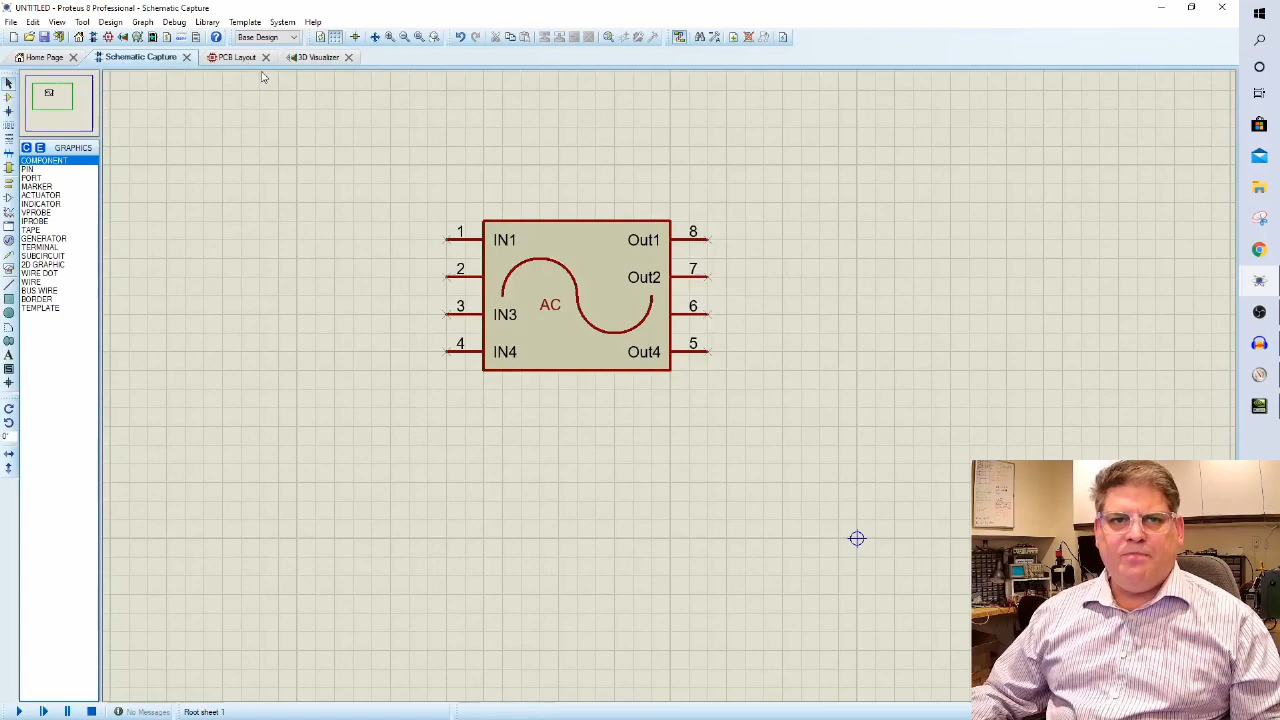 UNTITLED - Proteus 8 Professional - Schematic Capture
File Edit View Tool Design Graph Debug Library Template System Help
Base Design
Home Page Schematic Capture PCB Layout 3D Visualizer
C E GRAPHICS
COMPONENT
PIN
PORT
MARKER
ACTUATOR
INDICATOR
VPROBE
IPROBE
TAPE
GENERATOR
TERMINAL
SUBCIRCUIT
2D GRAPHIC
WIRE DOT
WIRE
BUS WIRE
BORDER
TEMPLATE
0°
1 IN1 Out1 8
2 Out2 7
3 IN3 AC 6
4 IN4 Out4 5
No Messages Root sheet 1